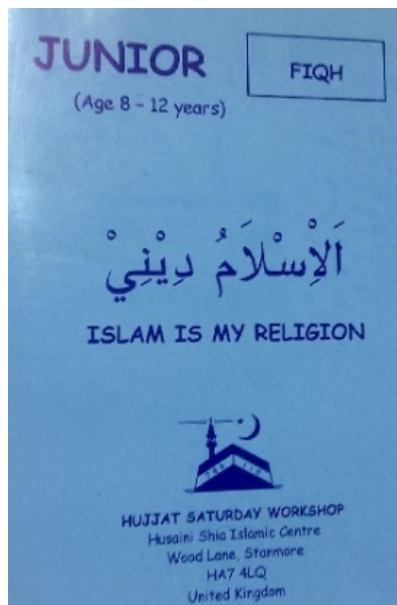 JUNIOR
FIQH
(Age 8 - 12 years)
اَلْاِسْلَامُ دِيْنِيْ
ISLAM IS MY RELIGION
HUJJAT SATURDAY WORKSHOP
Husaini Shia Islamic Centre
Wood Lane, Stanmore
HA7 4LQ
United Kingdom